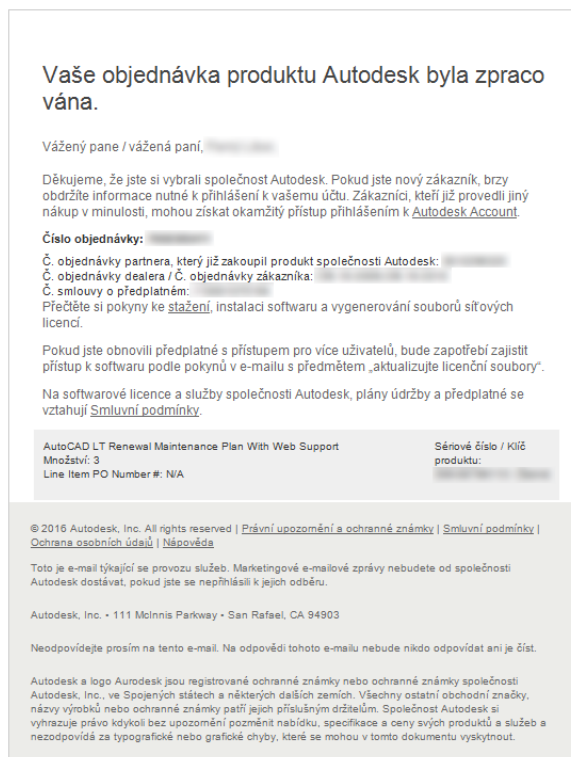 Vaše objednávka produktu Autodesk byla zpraco
vána.
Vážený pane / vážená paní,
Děkujeme, že jste si vybrali společnost Autodesk. Pokud jste nový zákazník, brzy
obdržíte informace nutné k přihlášení k vašemu účtu. Zákazníci, kteří již provedli jiný
nákup v minulosti, mohou získat okamžitý přístup přihlášením k Autodesk Account.
Číslo objednávky:
Č. objednávky partnera, který již zakoupil produkt společnosti Autodesk:
Č. objednávky dealera / Č. objednávky zákazníka:
Č. smlouvy o předplatném:
Přečtěte si pokyny ke stažení, instalaci softwaru a vygenerování souborů síťových
licencí.
Pokud jste obnovili předplatné s přístupem pro více uživatelů, bude zapotřebí zajistit
přístup k softwaru podle pokynů v e-mailu s předmětem „aktualizujte licenční soubory“.
Na softwarové licence a služby společnosti Autodesk, plány údržby a předplatné se
vztahují Smluvní podmínky.
AutoCAD LT Renewal Maintenance Plan With Web Support
Množství: 3
Line Item PO Number #: N/A
Sériové číslo / Klíč
produktu:
© 2016 Autodesk, Inc. All rights reserved | Právní upozornění a ochranné známky | Smluvní podmínky |
Ochrana osobních údajů | Nápověda
Toto je e-mail týkající se provozu služeb. Marketingové e-mailové zprávy nebudete od společnosti
Autodesk dostávat, pokud jste se nepřihlásili k jejich odběru.
Autodesk, Inc. • 111 McInnis Parkway • San Rafael, CA 94903
Neodpovídejte prosím na tento e-mail. Na odpovědi tohoto e-mailu nebude nikdo odpovídat ani je číst.
Autodesk a logo Aurodesk jsou registrované ochranné známky nebo ochranné známky společnosti
Autodesk, Inc., ve Spojených státech a některých dalších zemích. Všechny ostatní obchodní značky,
názvy výrobků nebo ochranné známky patří jejich příslušným držitelům. Společnost Autodesk si
vyhrazuje právo kdykoli bez upozornění pozměnit nabídku, specifikace a ceny svých produktů a služeb a
nezodpovídá za typografické nebo grafické chyby, které se mohou v tomto dokumentu vyskytnout.